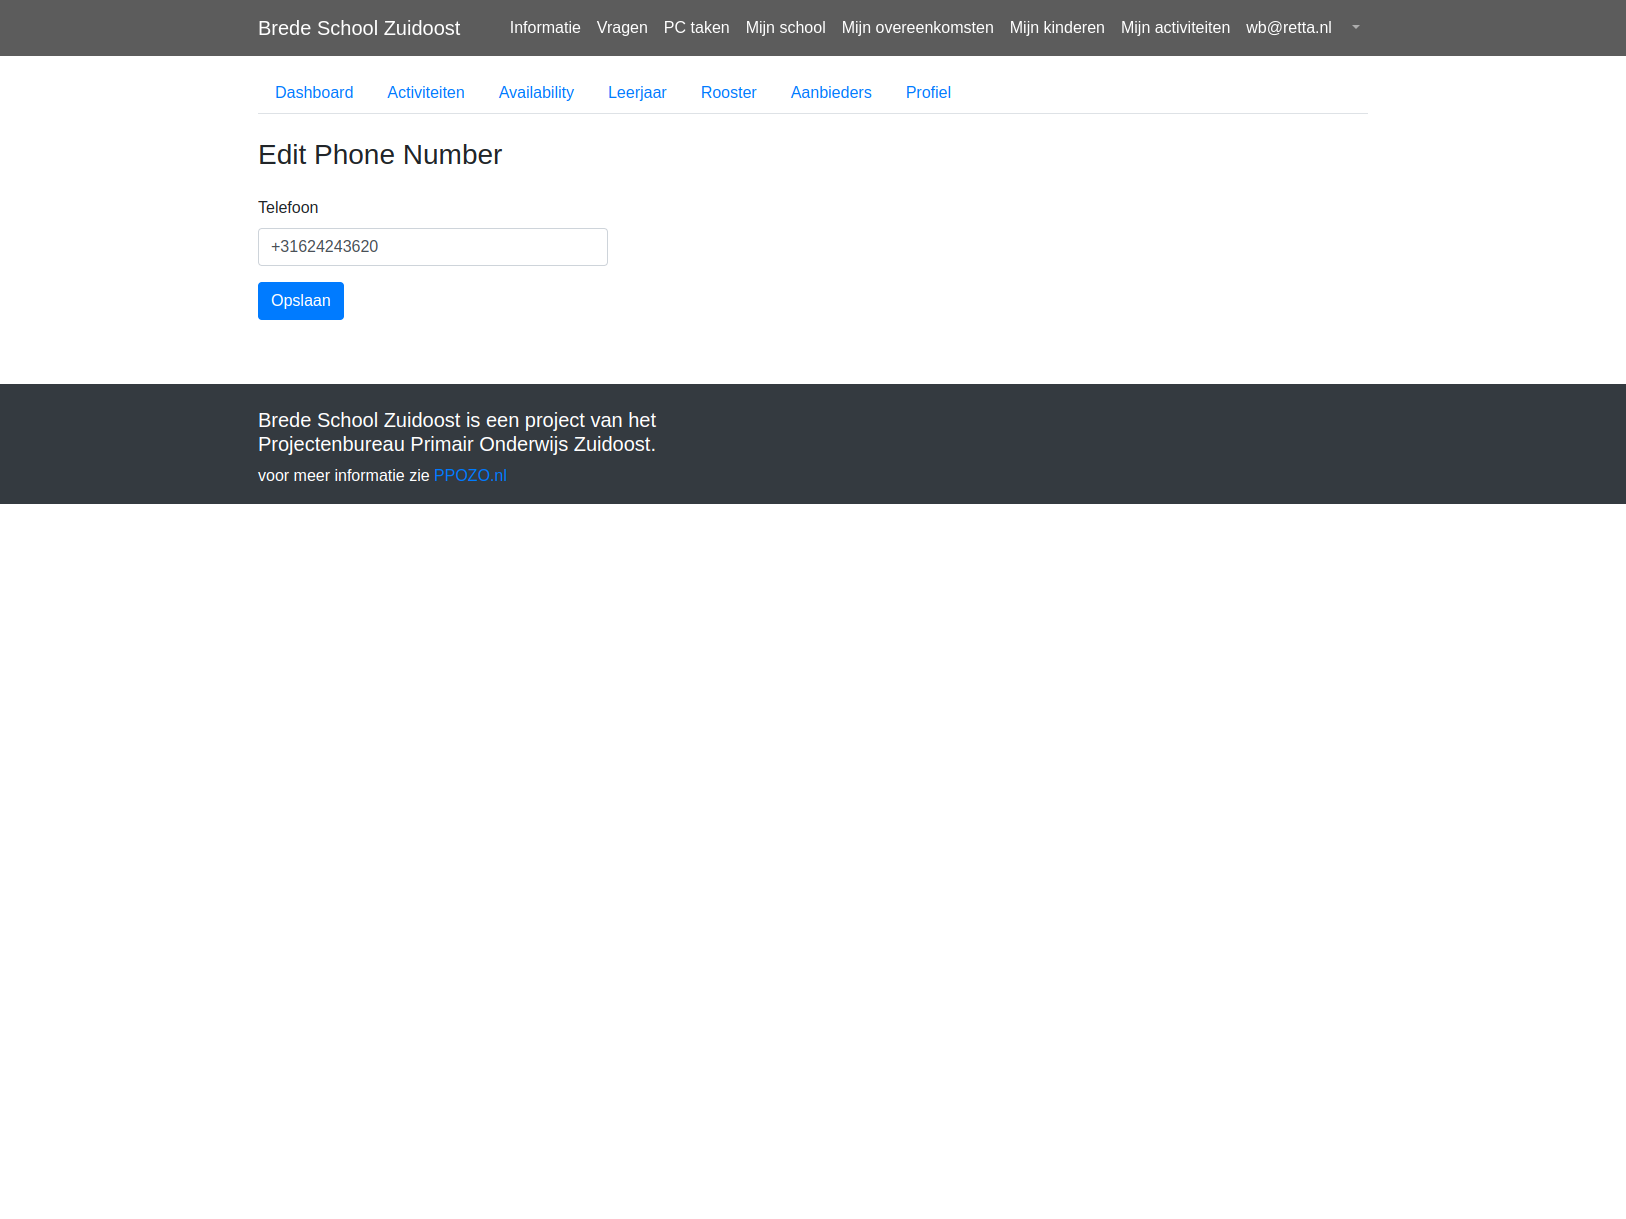 Brede School Zuidoost Informatie Vragen PC taken Mijn school Mijn overeenkomsten Mijn kinderen Mijn activiteiten wb@retta.nl
Dashboard Activiteiten Availability Leerjaar Rooster Aanbieders Profiel
Edit Phone Number
Telefoon
+31624243620
Opslaan
Brede School Zuidoost is een project van het
Projectenbureau Primair Onderwijs Zuidoost.
voor meer informatie zie PPOZO.nl